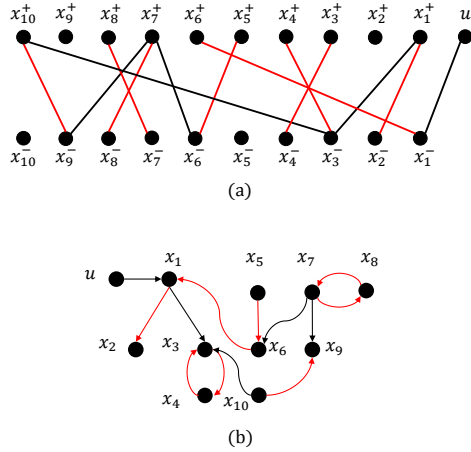 x₁₀⁺ x₉⁺ x₈⁺ x₇⁺ x₆⁺ x₅⁺ x₄⁺ x₃⁺ x₂⁺ x₁⁺ u
x₁₀⁻ x₉⁻ x₈⁻ x₇⁻ x₆⁻ x₅⁻ x₄⁻ x₃⁻ x₂⁻ x₁⁻
(a)
u x₁ x₅ x₇ x₈
x₂ x₃ x₆ x₉
x₄ x₁₀
(b)